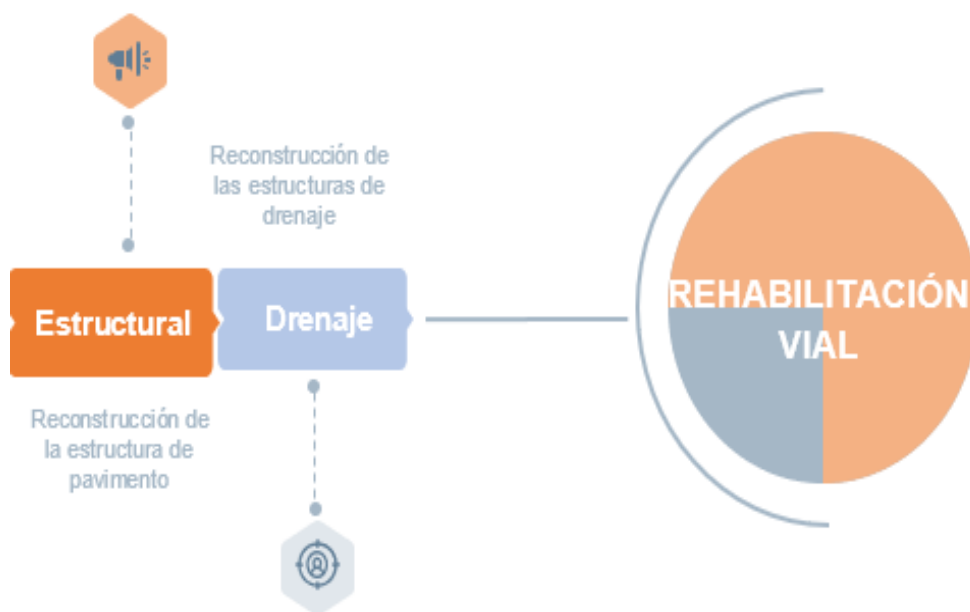 Reconstrucción de
las estructuras de
drenaje
Estructural
Drenaje
Reconstrucción de
la estructura de
pavimento
REHABILITACIÓN
VIAL